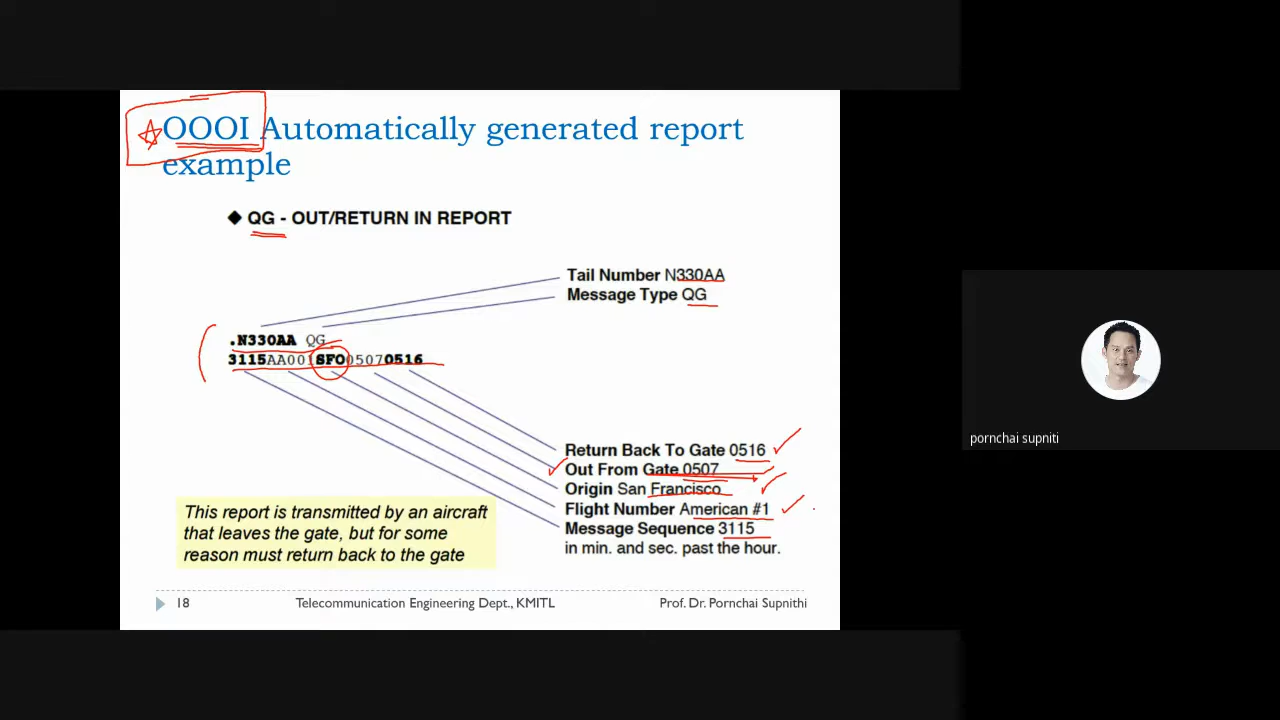 OOOI Automatically generated report
example
◆ QG - OUT/RETURN IN REPORT
Tail Number N330AA
Message Type QG
.N330AA QG
3115AA001SFO05070516
Return Back To Gate 0516
Out From Gate 0507
Origin San Francisco
Flight Number American #1
Message Sequence 3115
in min. and sec. past the hour.
This report is transmitted by an aircraft
that leaves the gate, but for some
reason must return back to the gate
18 Telecommunication Engineering Dept., KMITL Prof. Dr. Pornchai Supnithi
pornchai supniti